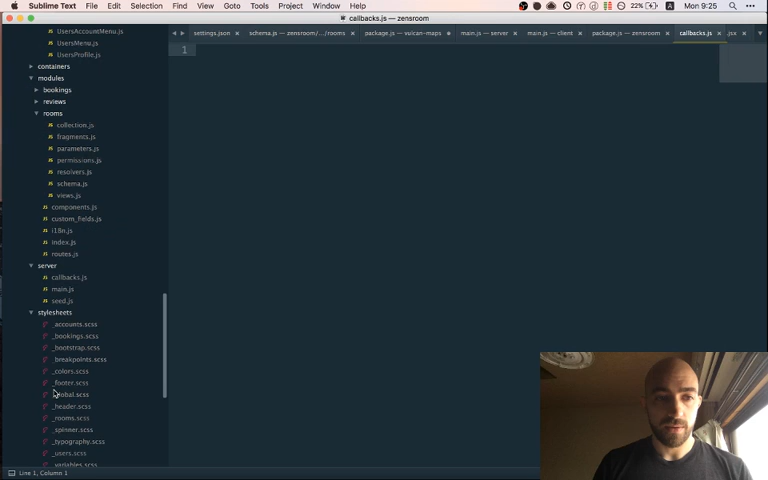 Sublime Text File Edit Selection Find View Goto Tools Project Window Help 22% Mon 9:25
callbacks.js — zensroom
settings.json schema.js — zensroom/.../rooms package.js — vulcan-maps main.js — server main.js — client package.js — zensroom callbacks.js .jsx
1
UsersAccountMenu.js
UsersMenu.js
UsersProfile.js
containers
modules
bookings
reviews
rooms
collection.js
fragments.js
parameters.js
permissions.js
resolvers.js
schema.js
views.js
components.js
custom_fields.js
i18n.js
index.js
routes.js
server
callbacks.js
main.js
seed.js
stylesheets
_accounts.scss
_bookings.scss
_bootstrap.scss
_breakpoints.scss
_colors.scss
_footer.scss
_global.scss
_header.scss
_rooms.scss
_spinner.scss
_typography.scss
_users.scss
_variables.scss
Line 1, Column 1